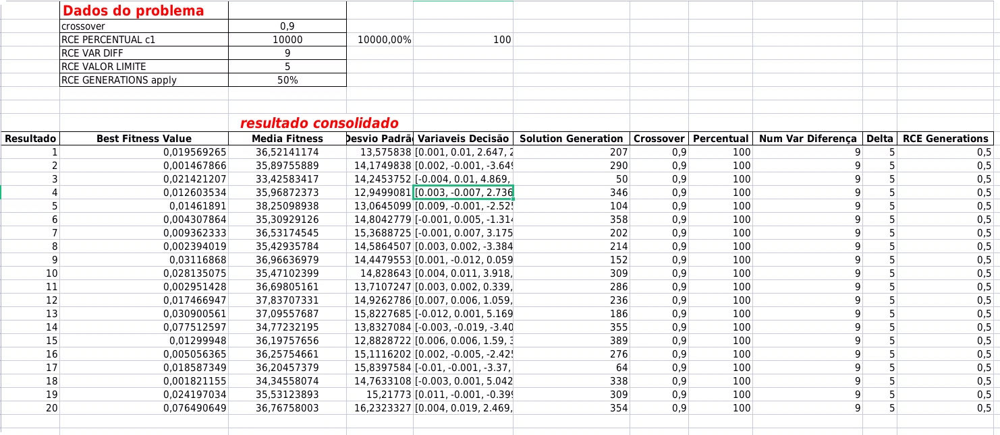 Dados do problema
crossover 0,9
RCE PERCENTUAL c1 10000 10000,00% 100
RCE VAR DIFF 9
RCE VALOR LIMITE 5
RCE GENERATIONS apply 50%
resultado consolidado
Resultado Best Fitness Value Media Fitness Desvio Padrã Variaveis Decisão Solution Generation Crossover Percentual Num Var Diferença Delta RCE Generations
1 0,019569265 36,52141174 13,575838 [0.001, 0.01, 2.647, 2 207 0,9 100 9 5 0,5
2 0,001467866 35,89755889 14,1749838 [0.002, -0.001, -3.649 290 0,9 100 9 5 0,5
3 0,021421207 33,42583417 14,2453752 [-0.004, 0.01, 4.869, 50 0,9 100 9 5 0,5
4 0,012603534 35,96872373 12,9499081 [0.003, -0.007, 2.736 346 0,9 100 9 5 0,5
5 0,01461891 38,25098938 13,0645099 [0.009, -0.001, -2.525 104 0,9 100 9 5 0,5
6 0,004307864 35,30929126 14,8042779 [-0.001, 0.005, -1.314 358 0,9 100 9 5 0,5
7 0,009362333 36,53174545 15,3688725 [-0.001, 0.007, 3.175 202 0,9 100 9 5 0,5
8 0,002394019 35,42935784 14,5864507 [0.003, 0.002, -3.384 214 0,9 100 9 5 0,5
9 0,03116868 36,96636979 14,4479553 [0.001, -0.012, 0.059 152 0,9 100 9 5 0,5
10 0,028135075 35,47102399 14,828643 [0.004, 0.011, 3.918, 309 0,9 100 9 5 0,5
11 0,002951428 36,69805161 13,7107247 [0.003, 0.002, 0.339, 286 0,9 100 9 5 0,5
12 0,017466947 37,83707331 14,9262786 [0.007, 0.006, 1.059, 236 0,9 100 9 5 0,5
13 0,030900561 37,09557687 15,8227685 [-0.012, 0.001, 5.169 186 0,9 100 9 5 0,5
14 0,077512597 34,77232195 13,8327084 [-0.003, -0.019, -3.40 355 0,9 100 9 5 0,5
15 0,01299948 36,19757656 12,8828722 [0.006, 0.006, 1.59, 3 389 0,9 100 9 5 0,5
16 0,005056365 36,25754661 15,1116202 [0.002, -0.005, -2.425 276 0,9 100 9 5 0,5
17 0,018587349 36,20457379 15,8397584 [-0.01, -0.001, -3.37, 64 0,9 100 9 5 0,5
18 0,001821155 34,34558074 14,7633108 [-0.003, 0.001, 5.042 338 0,9 100 9 5 0,5
19 0,024197034 35,53123893 15,21773 [0.011, -0.001, -0.399 309 0,9 100 9 5 0,5
20 0,076490649 36,76758003 16,2323327 [0.004, 0.019, 2.469, 354 0,9 100 9 5 0,5